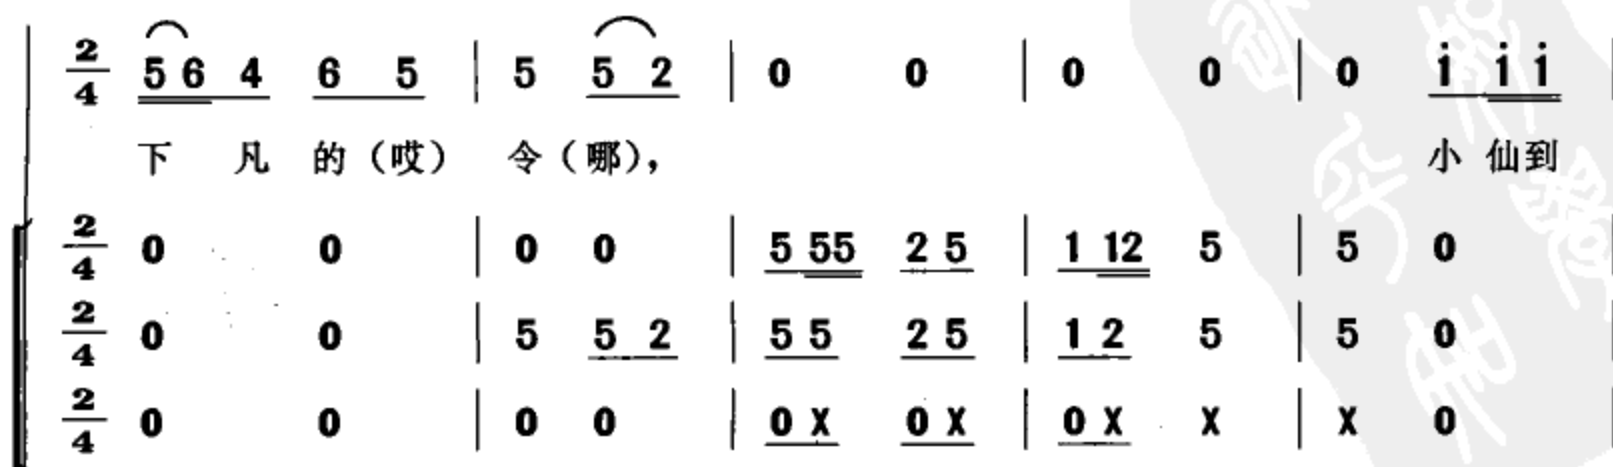 2/4 56 4 6 5 | 5 5 2 | 0 0 | 0 0 | 0 i i i
下 凡 的(哎) 令(哪), 小 仙到
2/4 0 0 | 0 0 | 5 55 2 5 | 1 12 5 | 5 0
2/4 0 0 | 5 5 2 | 5 5 2 5 | 1 2 5 | 5 0
2/4 0 0 | 0 0 | 0 X 0 X | 0 X X | X 0